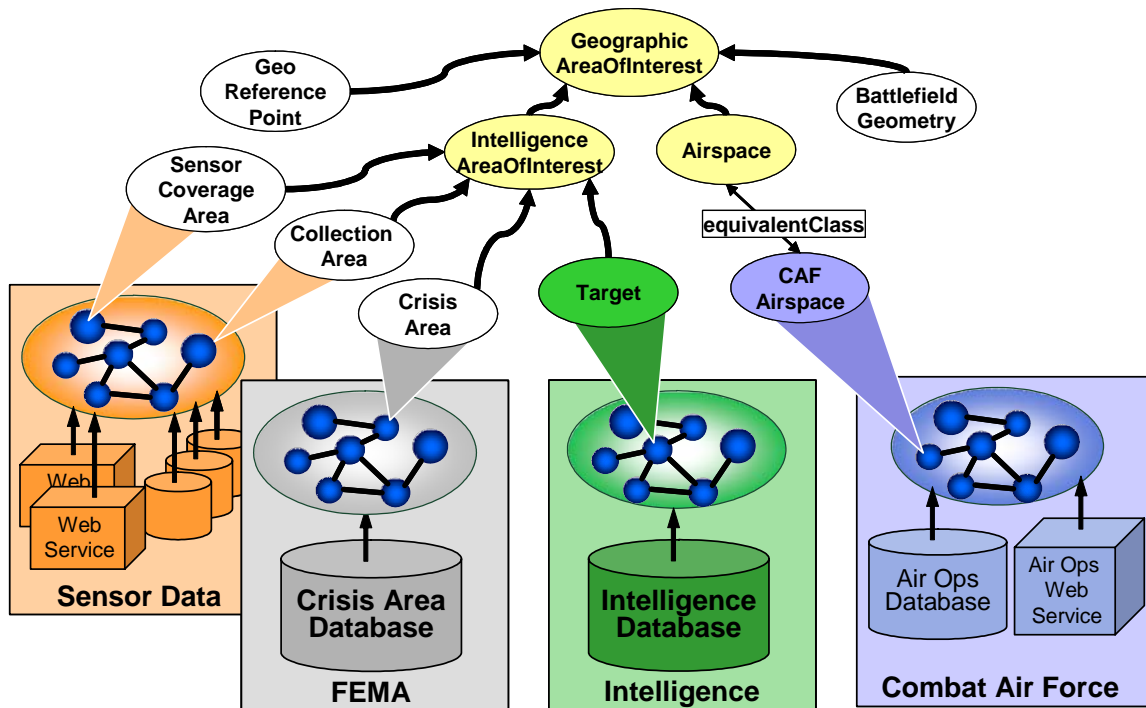 Geographic
AreaOfInterest
Geo
Reference
Point
Battlefield
Geometry
Intelligence
AreaOfInterest
Airspace
Sensor
Coverage
Area
equivalentClass
Collection
Area
CAF
Airspace
Target
Crisis
Area
Web
Web
Service
Sensor Data
Crisis Area
Database
FEMA
Intelligence
Database
Intelligence
Air Ops
Database
Air Ops
Web
Service
Combat Air Force